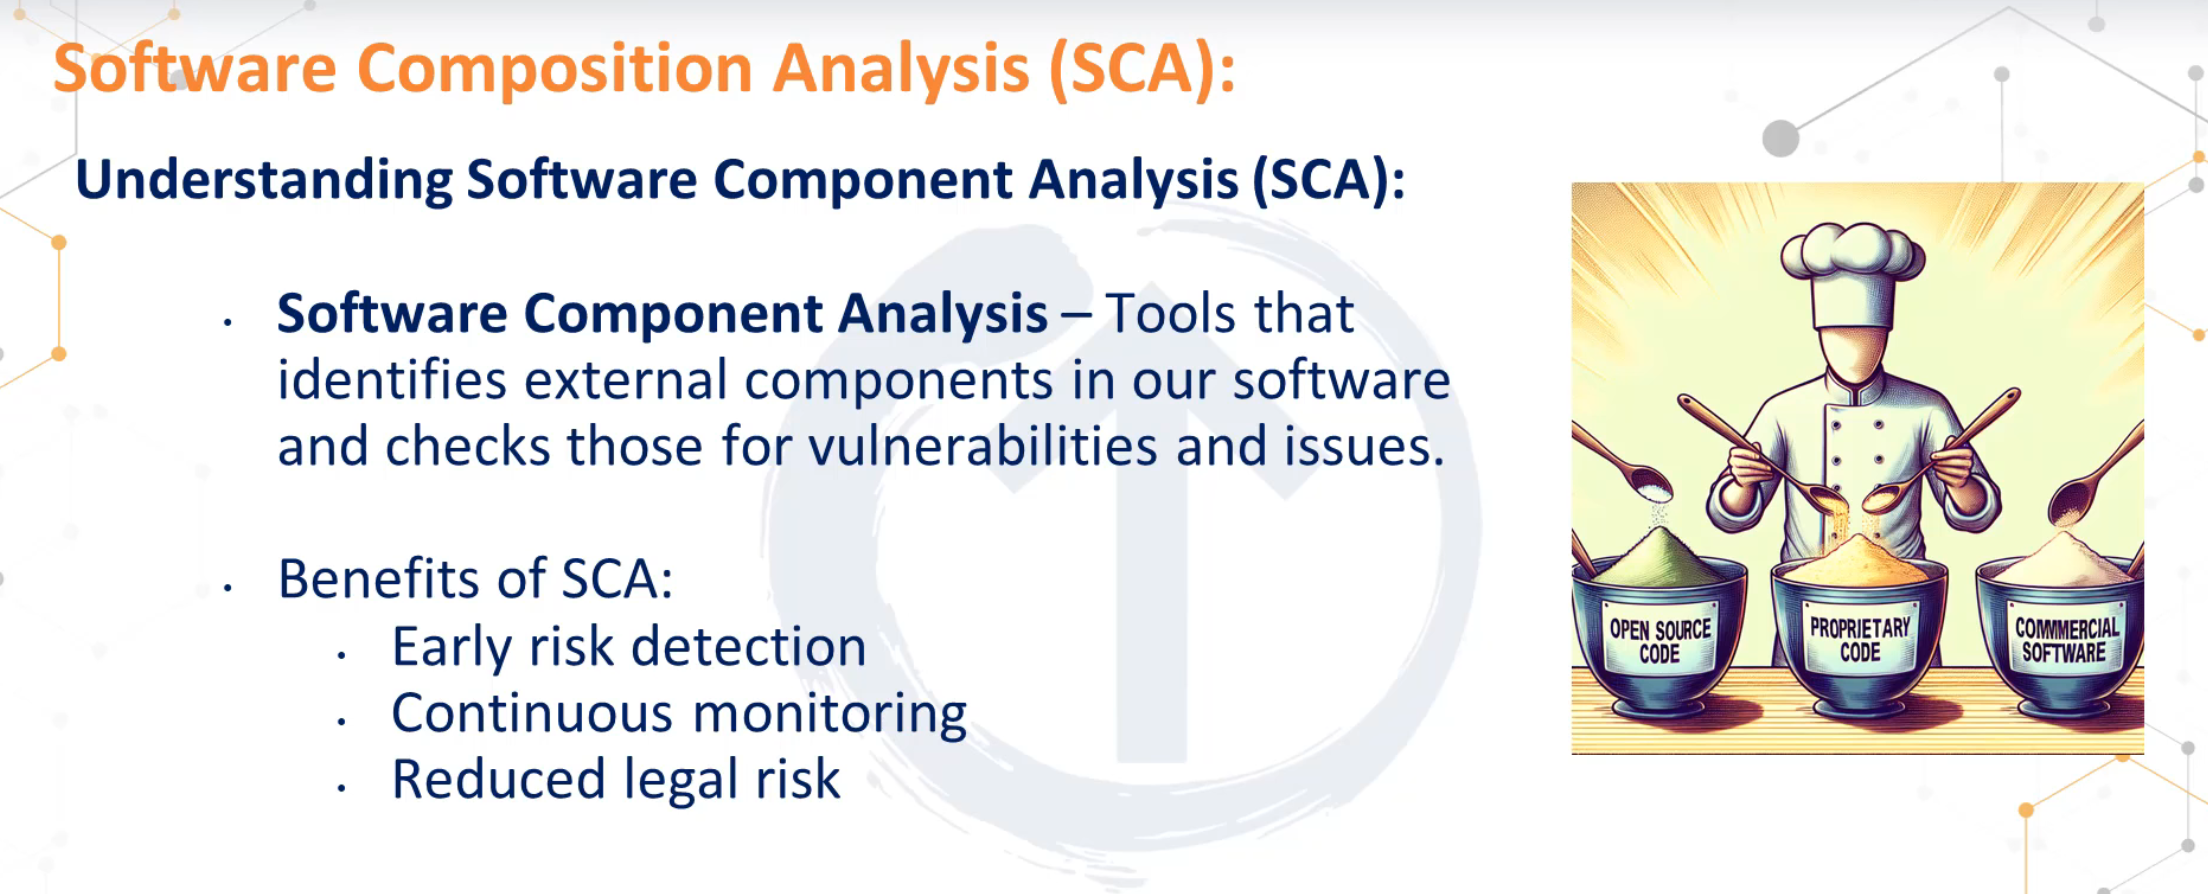 Software Composition Analysis (SCA):
Understanding Software Component Analysis (SCA):
• Software Component Analysis – Tools that
identifies external components in our software
and checks those for vulnerabilities and issues.
• Benefits of SCA:
• Early risk detection
• Continuous monitoring
• Reduced legal risk
OPEN SOURCE
CODE
PROPRIETARY
CODE
COMMMERCIAL
SOFTWARE